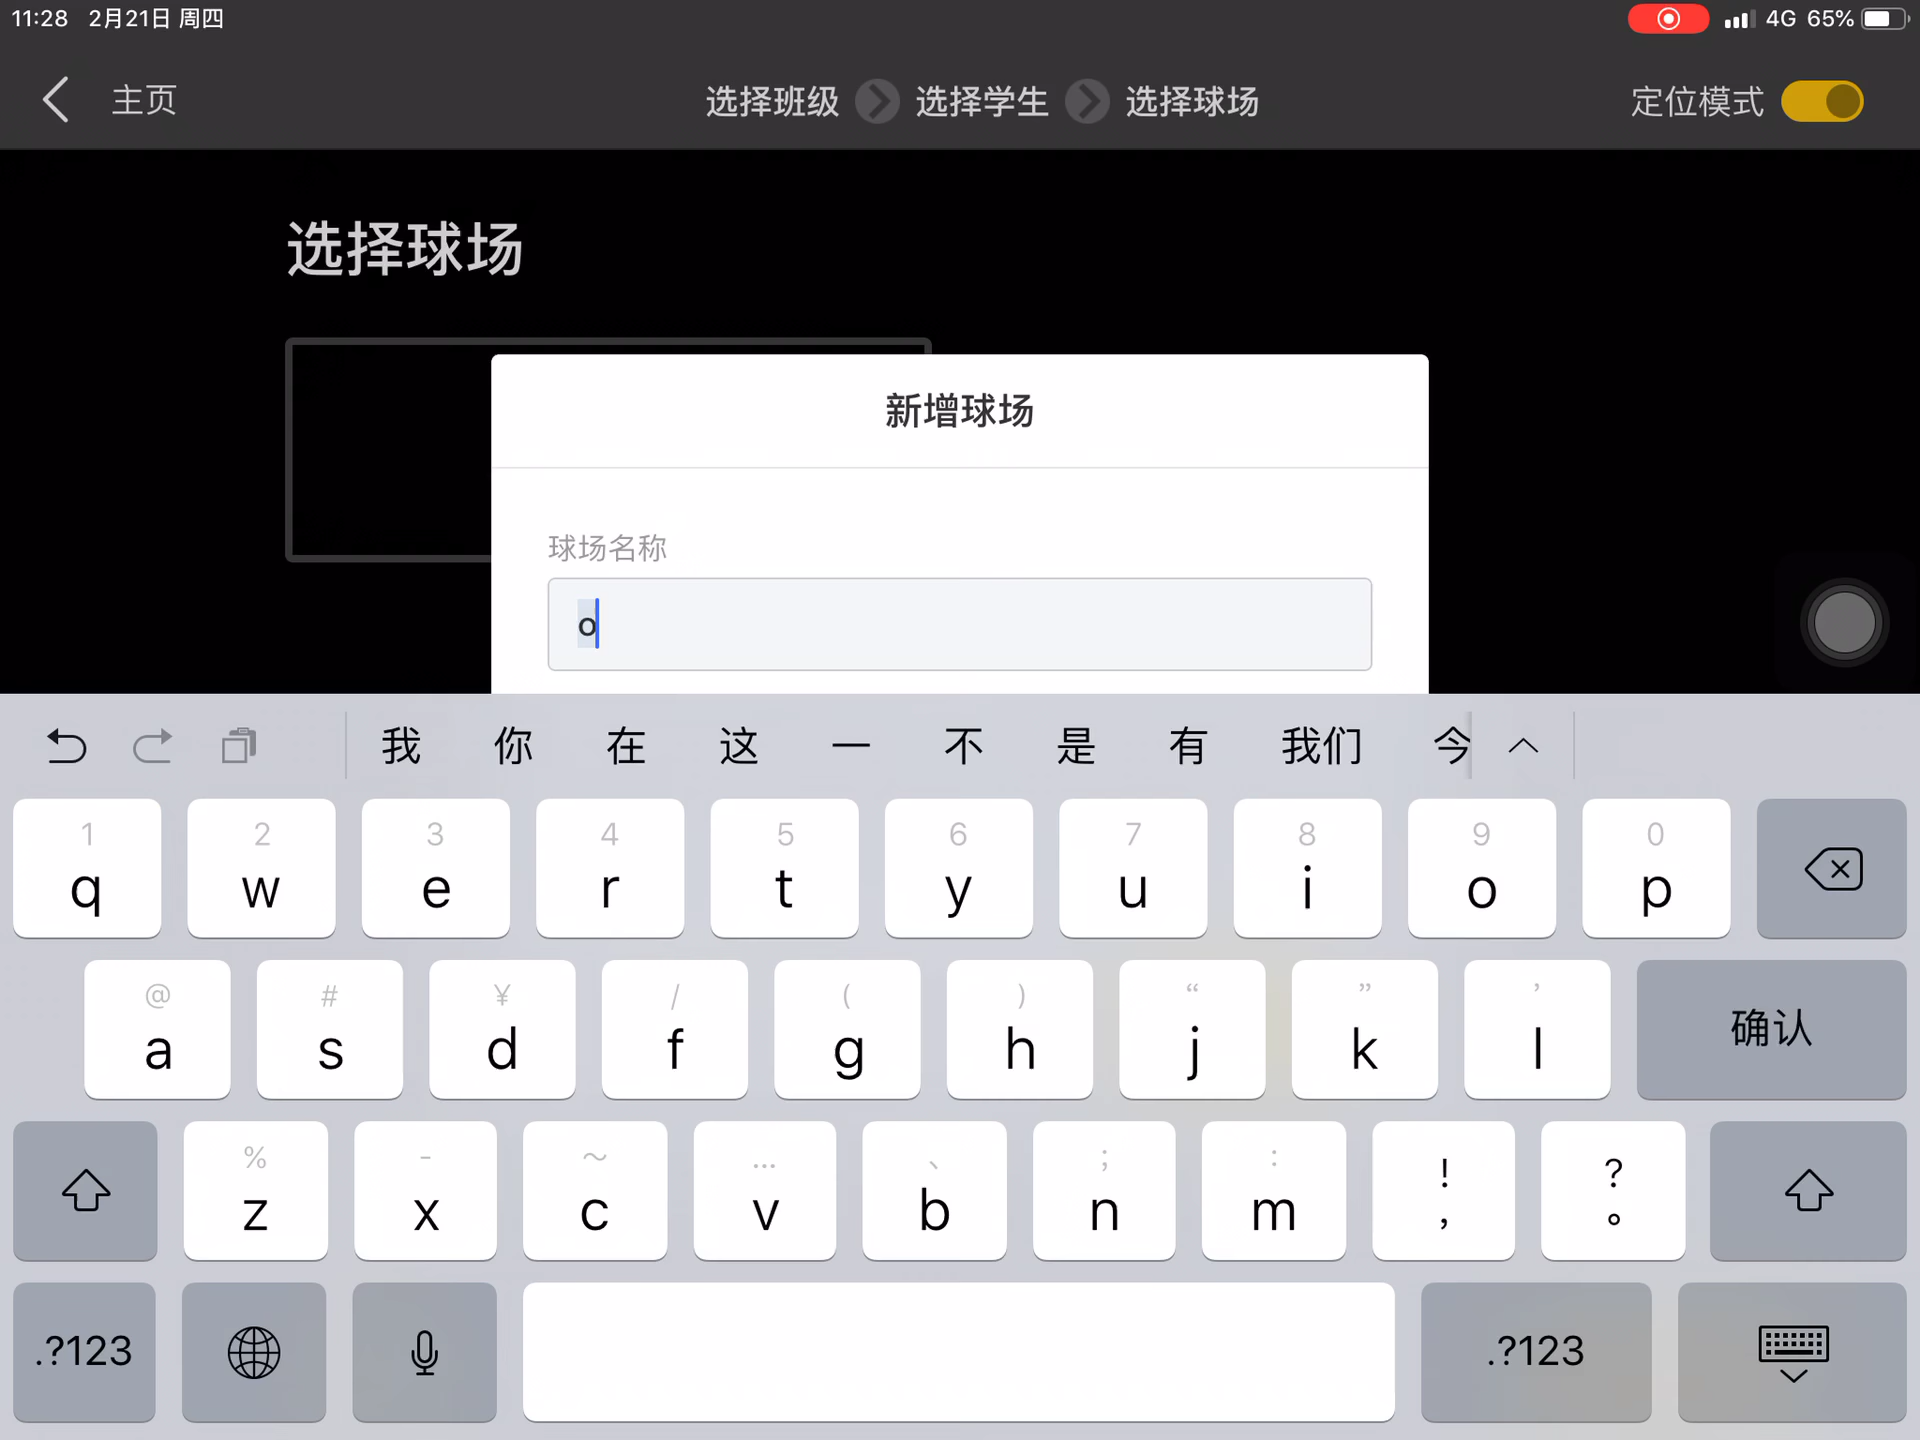 11:28 2月21日 周四 4G 65%
主页 选择班级 选择学生 选择球场 定位模式
选择球场
新增球场
球场名称
o
我 你 在 这 一 不 是 有 我们 今
1 2 3 4 5 6 7 8 9 0
q w e r t y u i o p
@ # ¥ / ( ) “ ” ’
a s d f g h j k l 确认
% - ～ … 、 ; : ! ?
z x c v b n m , 。
.?123 .?123